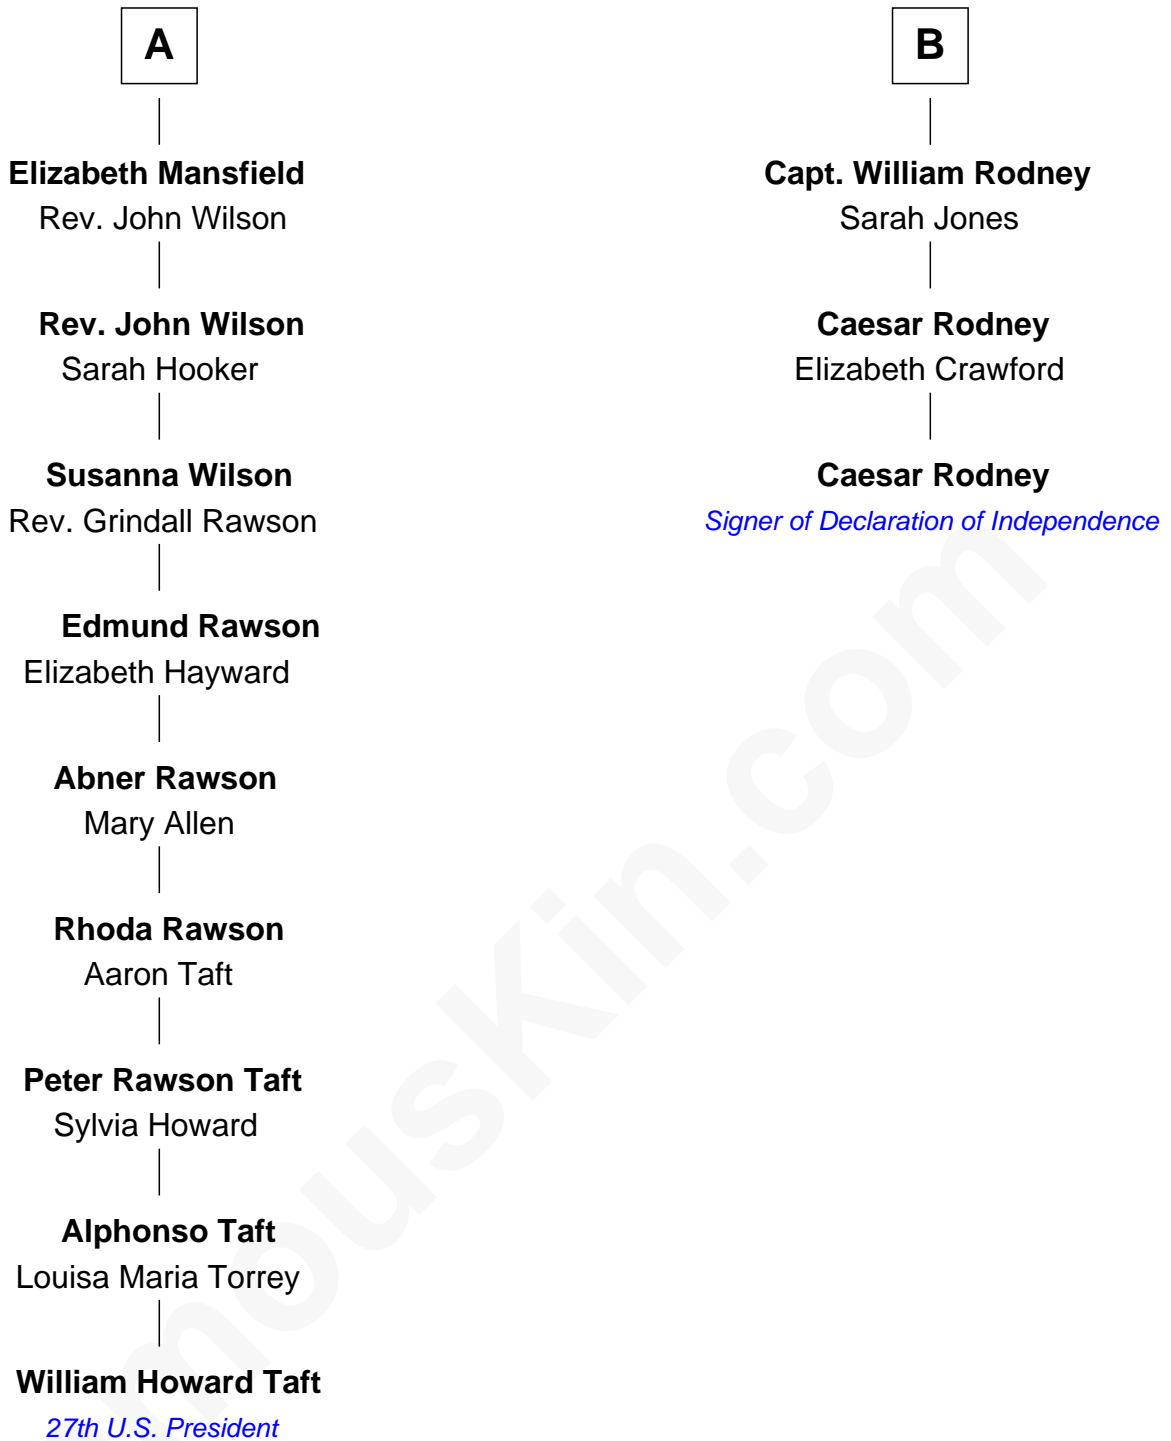 A
Elizabeth Mansfield
Rev. John Wilson
Rev. John Wilson
Sarah Hooker
Susanna Wilson
Rev. Grindall Rawson
Edmund Rawson
Elizabeth Hayward
Abner Rawson
Mary Allen
Rhoda Rawson
Aaron Taft
Peter Rawson Taft
Sylvia Howard
Alphonso Taft
Louisa Maria Torrey
William Howard Taft
27th U.S. President
B
Capt. William Rodney
Sarah Jones
Caesar Rodney
Elizabeth Crawford
Caesar Rodney
Signer of Declaration of Independence
mousKin.com